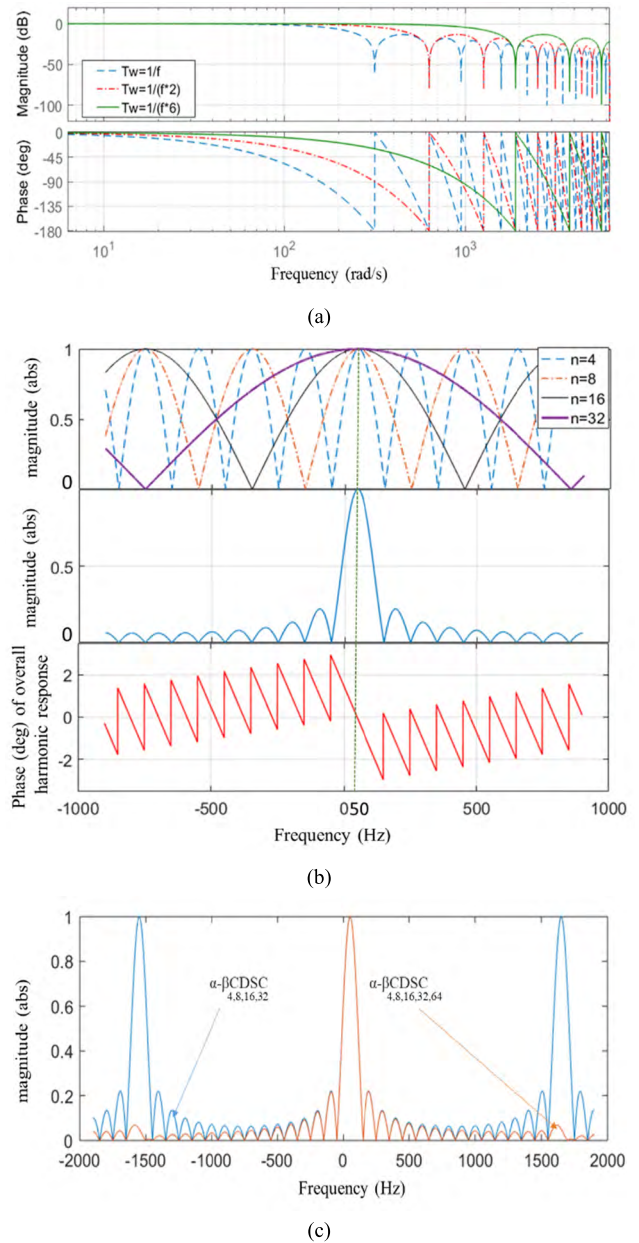 Magnitude (dB)
0
-50
-100
Tw=1/f
Tw=1/(f*2)
Tw=1/(f*6)
Phase (deg)
0
-45
-90
-135
-180
10¹ 10² 10³
Frequency (rad/s)
(a)
magnitude (abs)
1
0.5
0
n=4
n=8
n=16
n=32
magnitude (abs)
0.5
0
Phase (deg) of overall
harmonic response
2
0
-2
-1000 -500 050 500 1000
Frequency (Hz)
(b)
magnitude (abs)
1
0.8
0.6
0.4
0.2
0
α-βCDSC
4,8,16,32
α-βCDSC
4,8,16,32,64
-2000 -1500 -1000 -500 0 500 1000 1500 2000
Frequency (Hz)
(c)